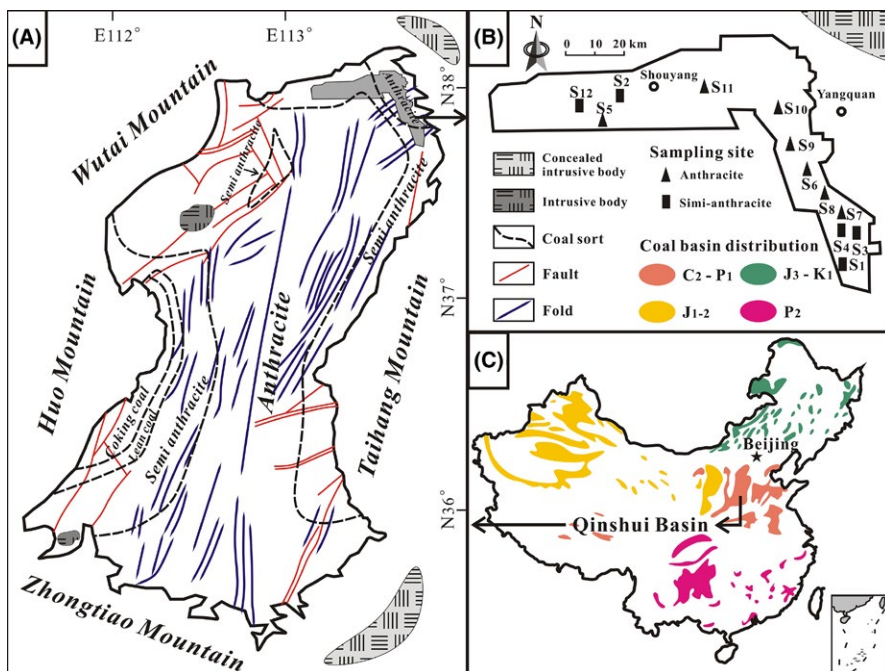 (A)
E112°
E113°
N38°
N37°
N36°
Wutai Mountain
Huo Mountain
Taihang Mountain
Zhongtiao Mountain
Anthracite
Semi anthracite
Semi anthracite
Anthracite
Coking coal
Lean coal
Semi anthracite
(B)
N
0 10 20 km
Shouyang
Yangquan
S12
S2
S5
S11
S10
S9
S6
S8
S7
S4
S3
S1
Concealed
intrusive body
Intrusive body
Coal sort
Fault
Fold
Sampling site
Anthracite
Simi-anthracite
Coal basin distribution
C2 - P1
J3 - K1
J1-2
P2
(C)
Beijing
Qinshui Basin